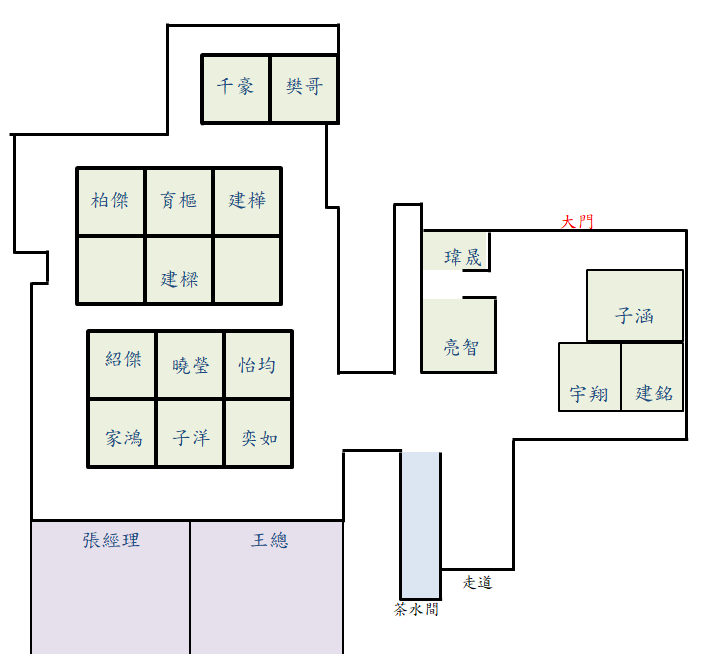 千豪 樊哥
柏傑 育樞 建樺
建樑
紹傑 曉瑩 怡均
家鴻 子洋 奕如
張經理 王總
大門
瑋晟
亮智
子涵
宇翔 建銘
走道
茶水間